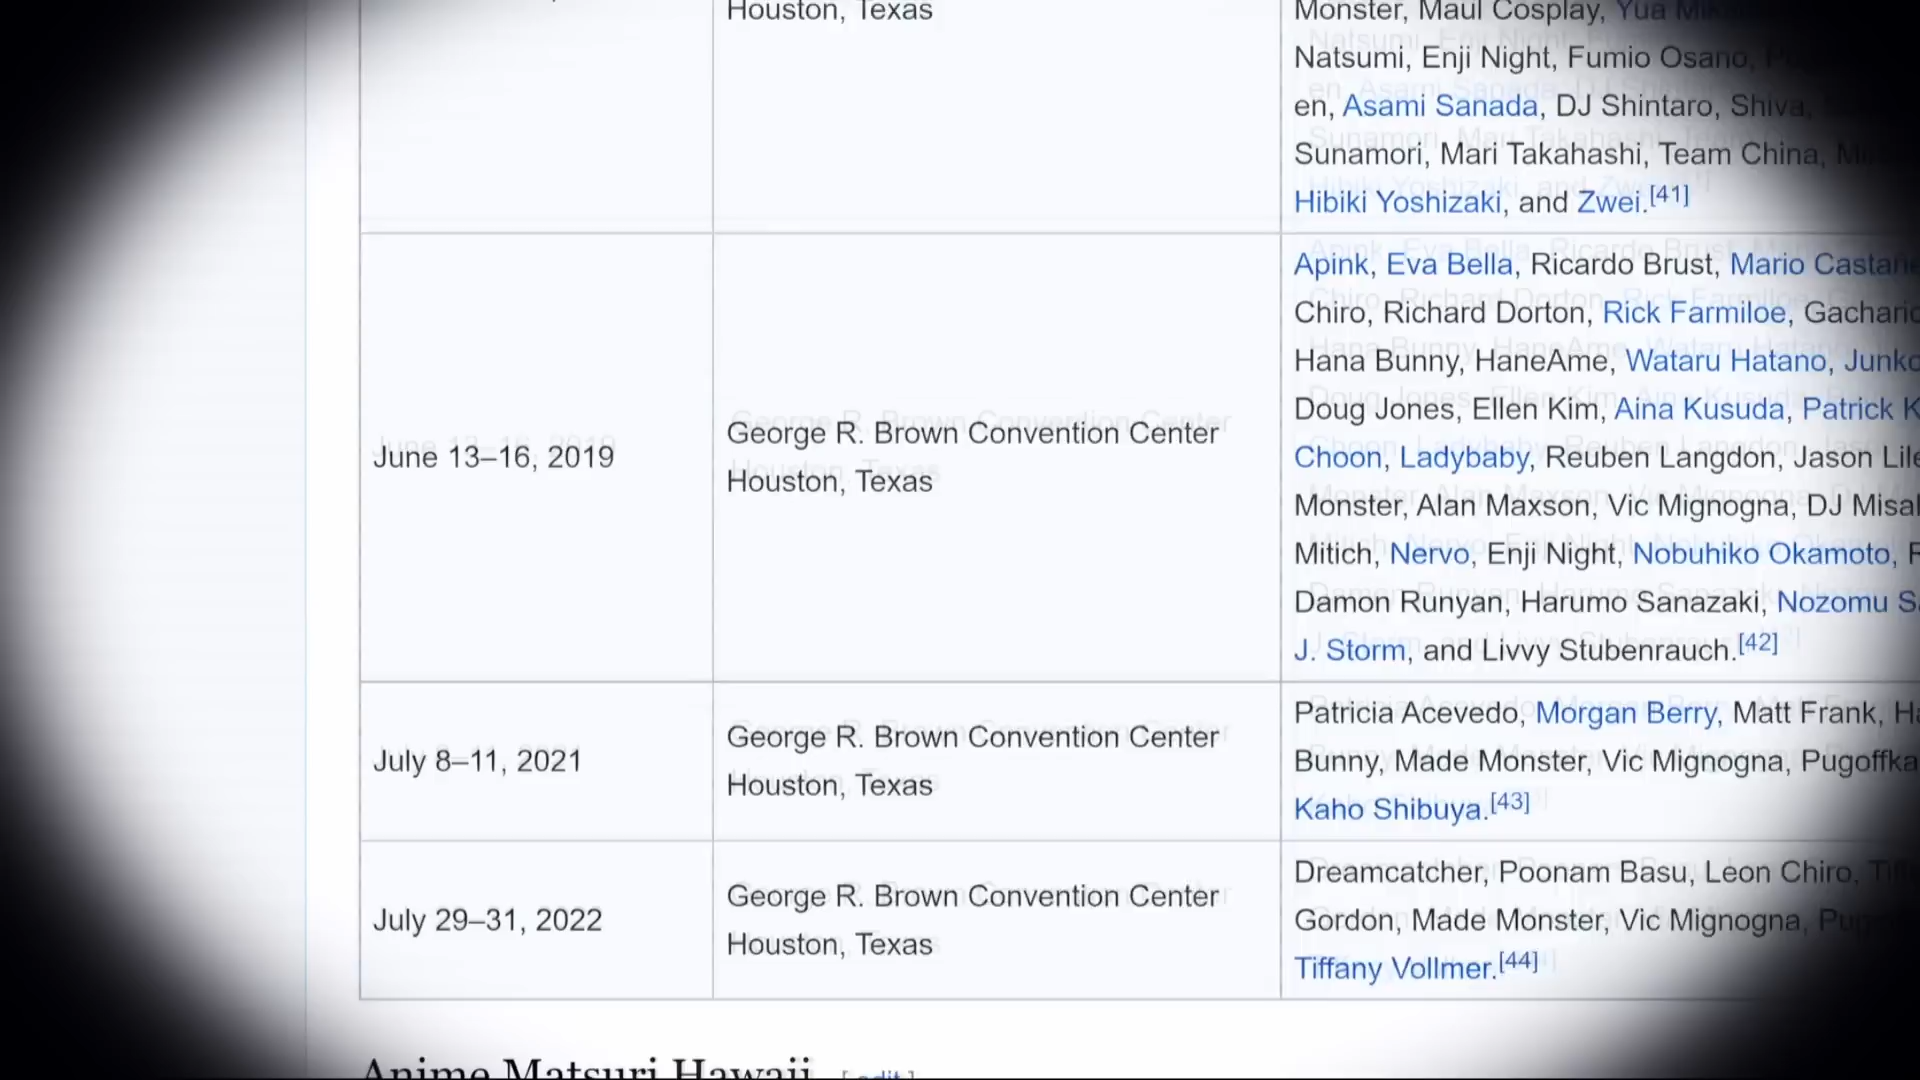 Houston, Texas
Monster, Maul Cosplay, Yua
Natsumi, Enji Night, Fumio Osano,
en, Asami Sanada, DJ Shintaro, Shiva,
Sunamori, Mari Takahashi, Team China,
Hibiki Yoshizaki, and Zwei.[41]
June 13–16, 2019
George R. Brown Convention Center
Houston, Texas
Apink, Eva Bella, Ricardo Brust, Mario
Chiro, Richard Dorton, Rick Farmiloe,
Hana Bunny, HaneAme, Wataru Hatano,
Doug Jones, Ellen Kim, Aina Kusuda, Patrick
Choon, Ladybaby, Reuben Langdon, Jason
Monster, Alan Maxson, Vic Mignogna, DJ
Mitich, Nervo, Enji Night, Nobuhiko Okamoto,
Damon Runyan, Harumo Sanazaki, Nozomu
J. Storm, and Livvy Stubenrauch.[42]
July 8–11, 2021
George R. Brown Convention Center
Houston, Texas
Patricia Acevedo, Morgan Berry, Matt Frank,
Bunny, Made Monster, Vic Mignogna,
Kaho Shibuya.[43]
July 29–31, 2022
George R. Brown Convention Center
Houston, Texas
Dreamcatcher, Poonam Basu, Leon Chiro,
Gordon, Made Monster, Vic Mignogna,
Tiffany Vollmer.[44]
Anime Matsuri Hawaii [ edit ]